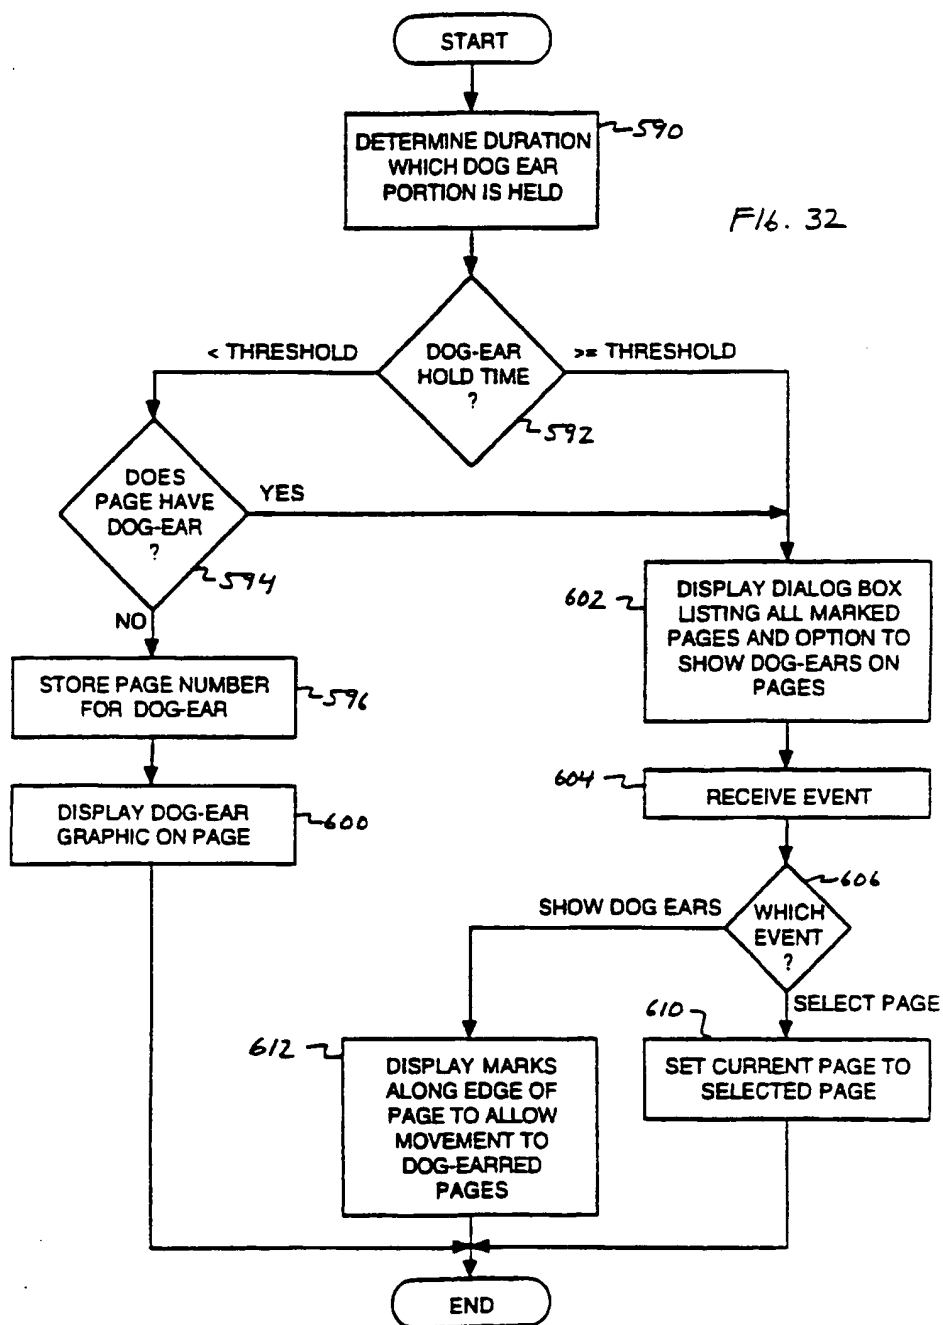 START
DETERMINE DURATION
WHICH DOG EAR
PORTION IS HELD
590
FIG. 32
< THRESHOLD
DOG-EAR
HOLD TIME
?
>= THRESHOLD
592
DOES
PAGE HAVE
DOG-EAR
?
YES
594
NO
602
DISPLAY DIALOG BOX
LISTING ALL MARKED
PAGES AND OPTION TO
SHOW DOG-EARS ON
PAGES
STORE PAGE NUMBER
FOR DOG-EAR
596
604
RECEIVE EVENT
DISPLAY DOG-EAR
GRAPHIC ON PAGE
600
606
SHOW DOG EARS
WHICH
EVENT
?
SELECT PAGE
610
612
DISPLAY MARKS
ALONG EDGE OF
PAGE TO ALLOW
MOVEMENT TO
DOG-EARRED
PAGES
SET CURRENT PAGE TO
SELECTED PAGE
END